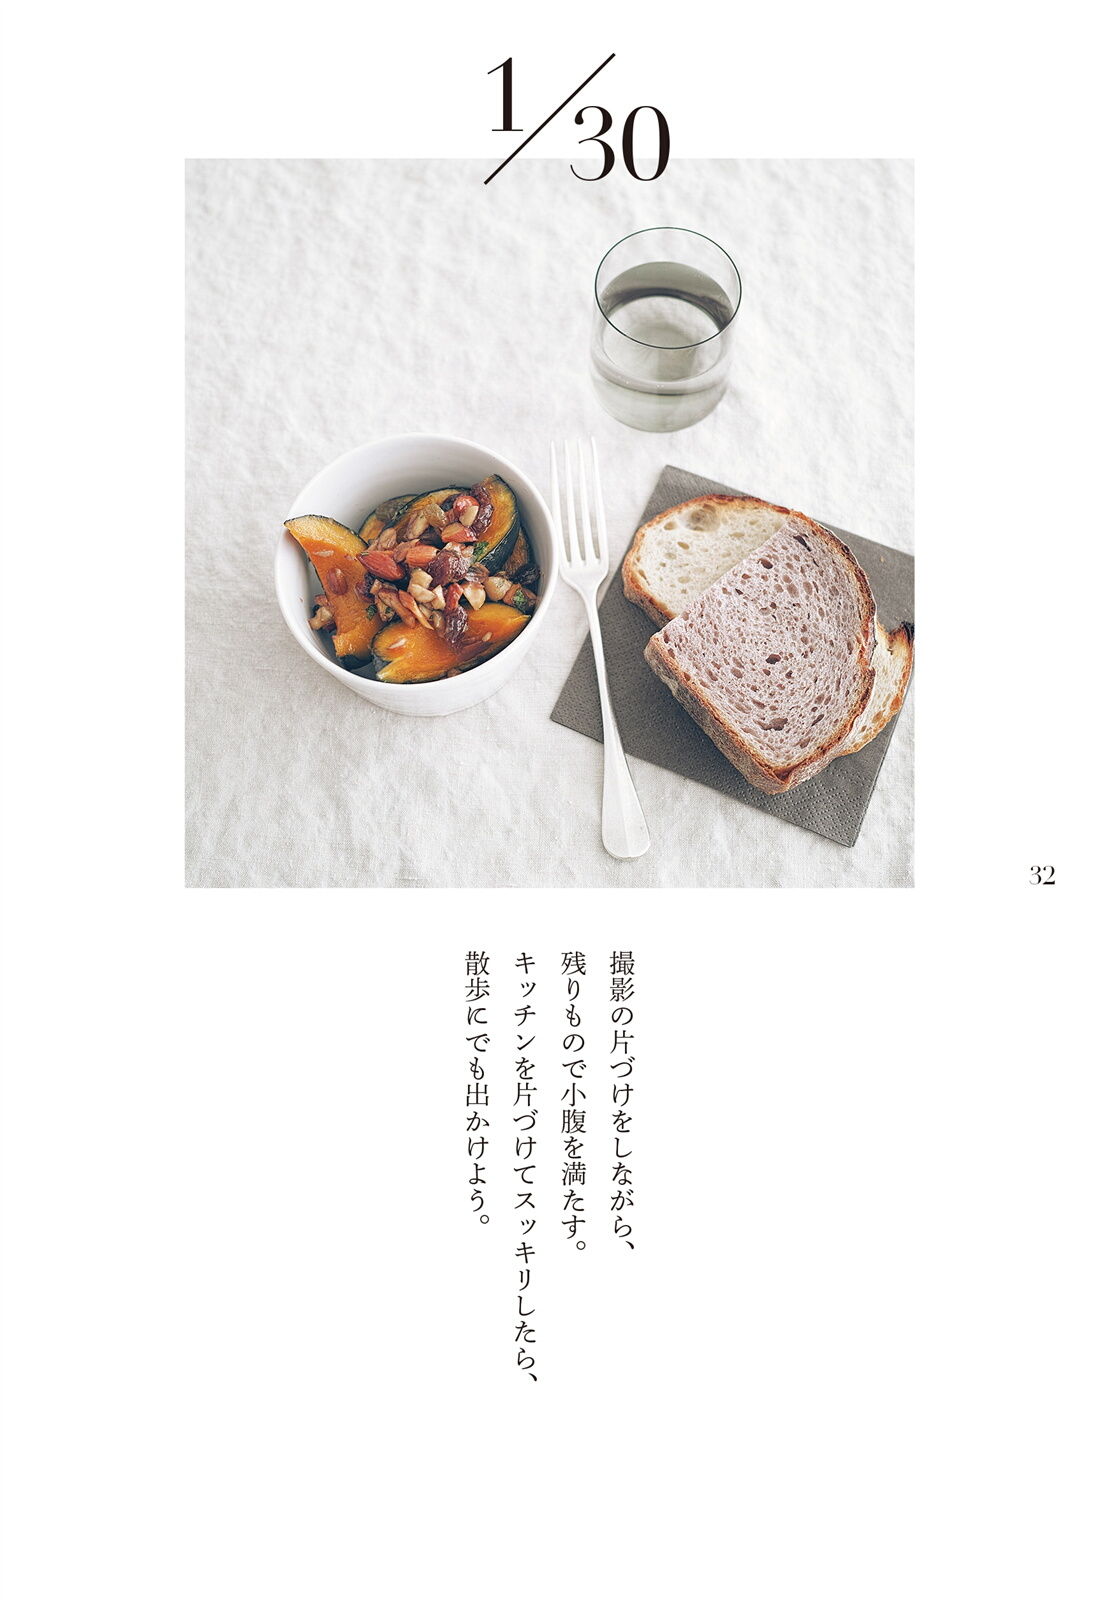 1/30
撮影の片づけをしながら、
残りもので小腹を満たす。
キッチンを片づけてスッキリしたら、
散歩にでも出かけよう。
32